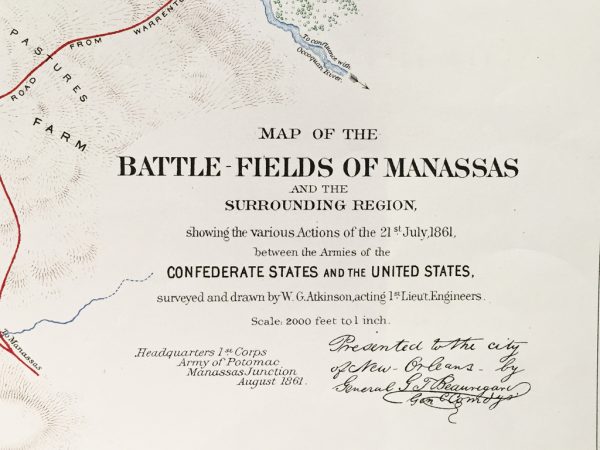 PASTURES
FARM
ROAD FROM WARRENTO
To confluence with
Occoquan River.
MAP OF THE
BATTLE-FIELDS OF MANASSAS
AND THE
SURROUNDING REGION,
showing the various Actions of the 21st July, 1861,
between the Armies of the
CONFEDERATE STATES AND THE UNITED STATES,
surveyed and drawn by W. G. Atkinson, acting 1st Lieut. Engineers.
Scale: 2000 feet to 1 inch.
To Manassas
Headquarters 1st Corps
Army of Potomac
Manassas Junction
August 1861.
Presented to the city
of New-Orleans - by
General G. T. Beauregard